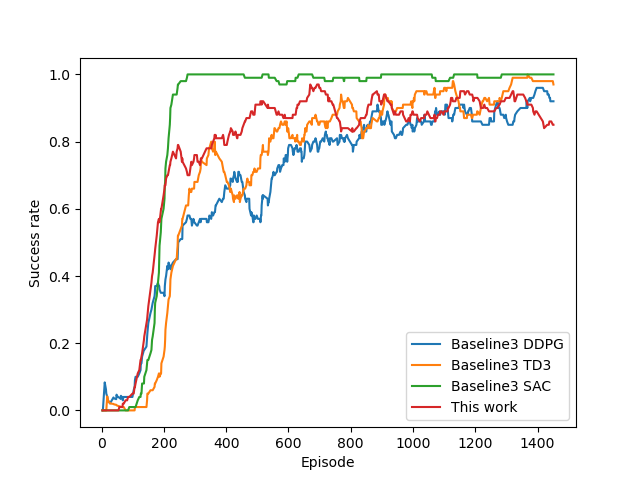 1.0
0.8
0.6
0.4
0.2
0.0
Success rate
0 200 400 600 800 1000 1200 1400
Episode
Baseline3 DDPG
Baseline3 TD3
Baseline3 SAC
This work